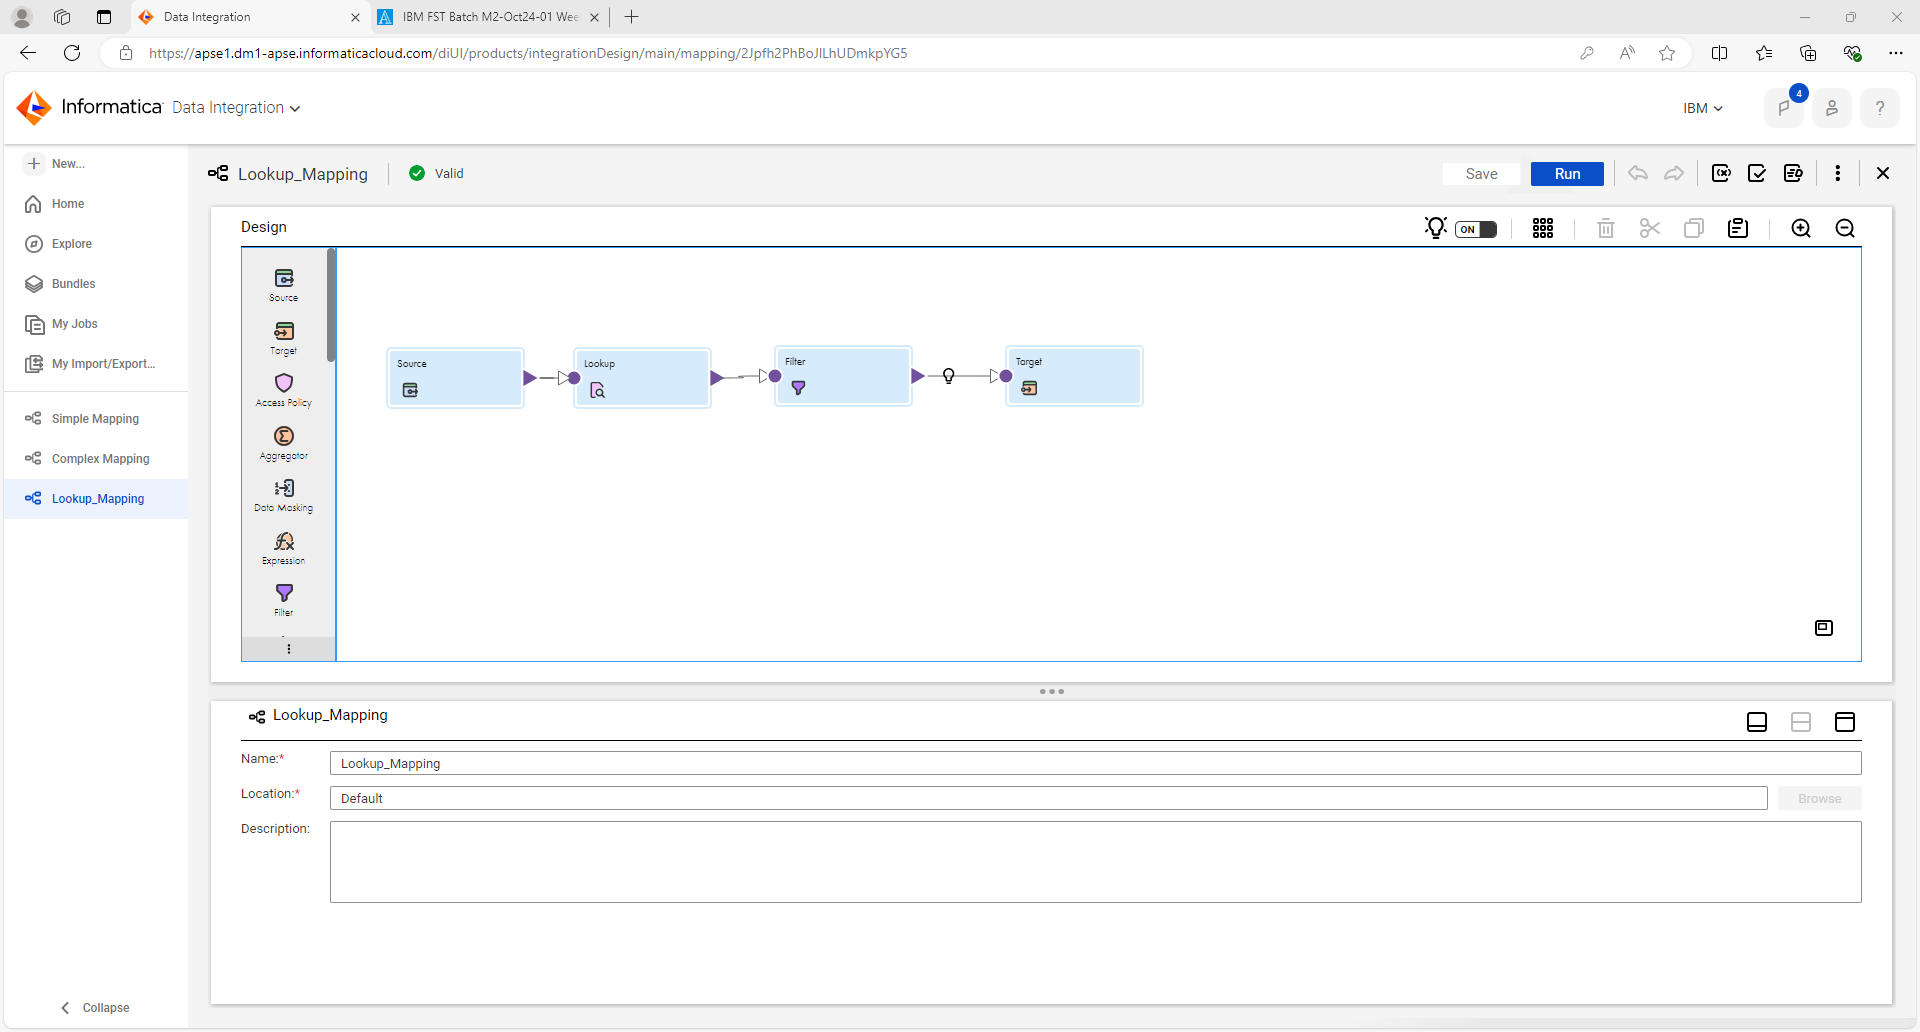 Data Integration
IBM FST Batch M2-Oct24-01 Wee
https://apse1.dm1-apse.informaticacloud.com/diUI/products/integrationDesign/main/mapping/2Jpfh2PhBoJlLhUDmkpYG5
Informatica Data Integration
IBM
4
?
New...
Home
Explore
Bundles
My Jobs
My Import/Export...
Simple Mapping
Complex Mapping
Lookup_Mapping
Collapse
Lookup_Mapping
Valid
Save
Run
Design
ON
Source
Target
Access Policy
Aggregator
Data Masking
Expression
Filter
Source
Lookup
Filter
Target
Lookup_Mapping
Name:*
Lookup_Mapping
Location:*
Default
Browse
Description: